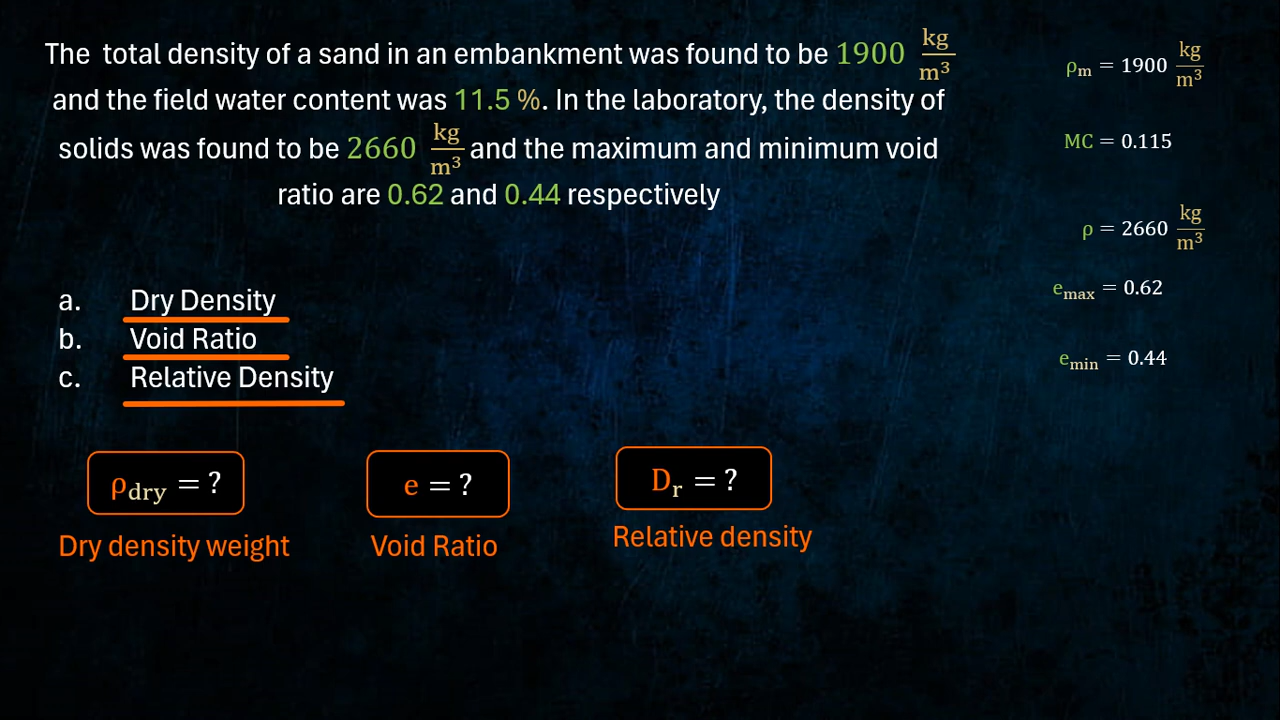 The total density of a sand in an embankment was found to be 1900 kg/m³
and the field water content was 11.5 %. In the laboratory, the density of
solids was found to be 2660 kg/m³ and the maximum and minimum void
ratio are 0.62 and 0.44 respectively
ρm = 1900 kg/m³
MC = 0.115
ρ = 2660 kg/m³
emax = 0.62
emin = 0.44
a. Dry Density
b. Void Ratio
c. Relative Density
ρdry = ?
e = ?
Dr = ?
Dry density weight
Void Ratio
Relative density